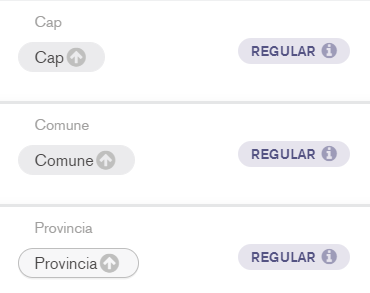 Cap
Cap
REGULAR
Comune
Comune
REGULAR
Provincia
Provincia
REGULAR